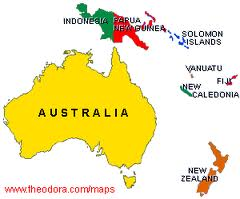 INDONESIA
PAPUA
NEW GUINEA
SOLOMON
ISLANDS
VANUATU
FIJI
NEW
CALEDONIA
AUSTRALIA
NEW
ZEALAND
www.theodora.com/maps